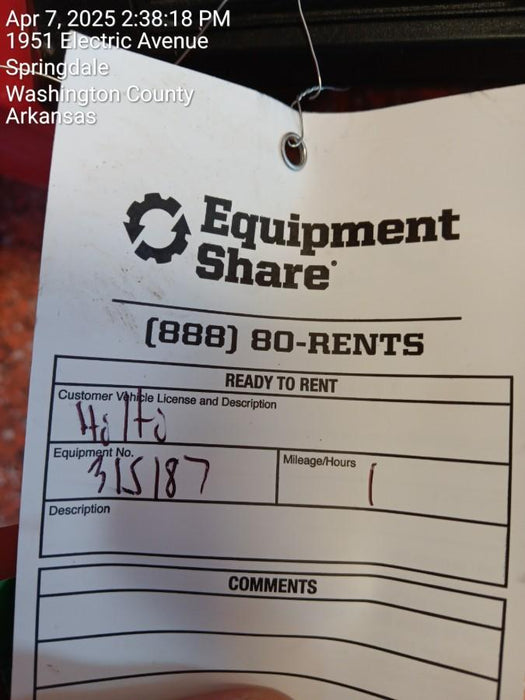 Apr 7, 2025 2:38:18 PM
1951 Electric Avenue
Springdale
Washington County
Arkansas
Equipment
Share
(888) 80-RENTS
READY TO RENT
Customer Vehicle License and Description
Equipment No.
315187
Mileage/Hours
1
Description
COMMENTS